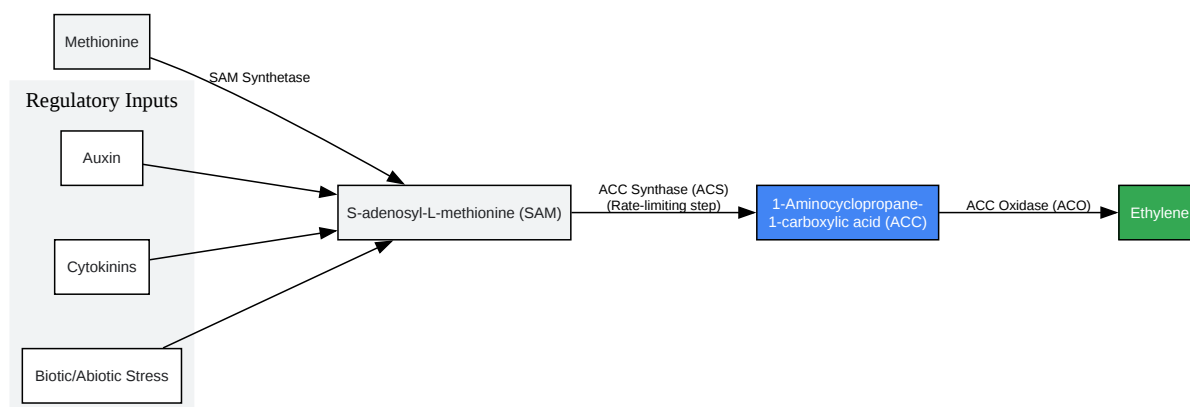 Methionine
SAM Synthetase
Regulatory Inputs
Auxin
Cytokinins
Biotic/Abiotic Stress
S-adenosyl-L-methionine (SAM)
ACC Synthase (ACS)
(Rate-limiting step)
1-Aminocyclopropane-
1-carboxylic acid (ACC)
ACC Oxidase (ACO)
Ethylene